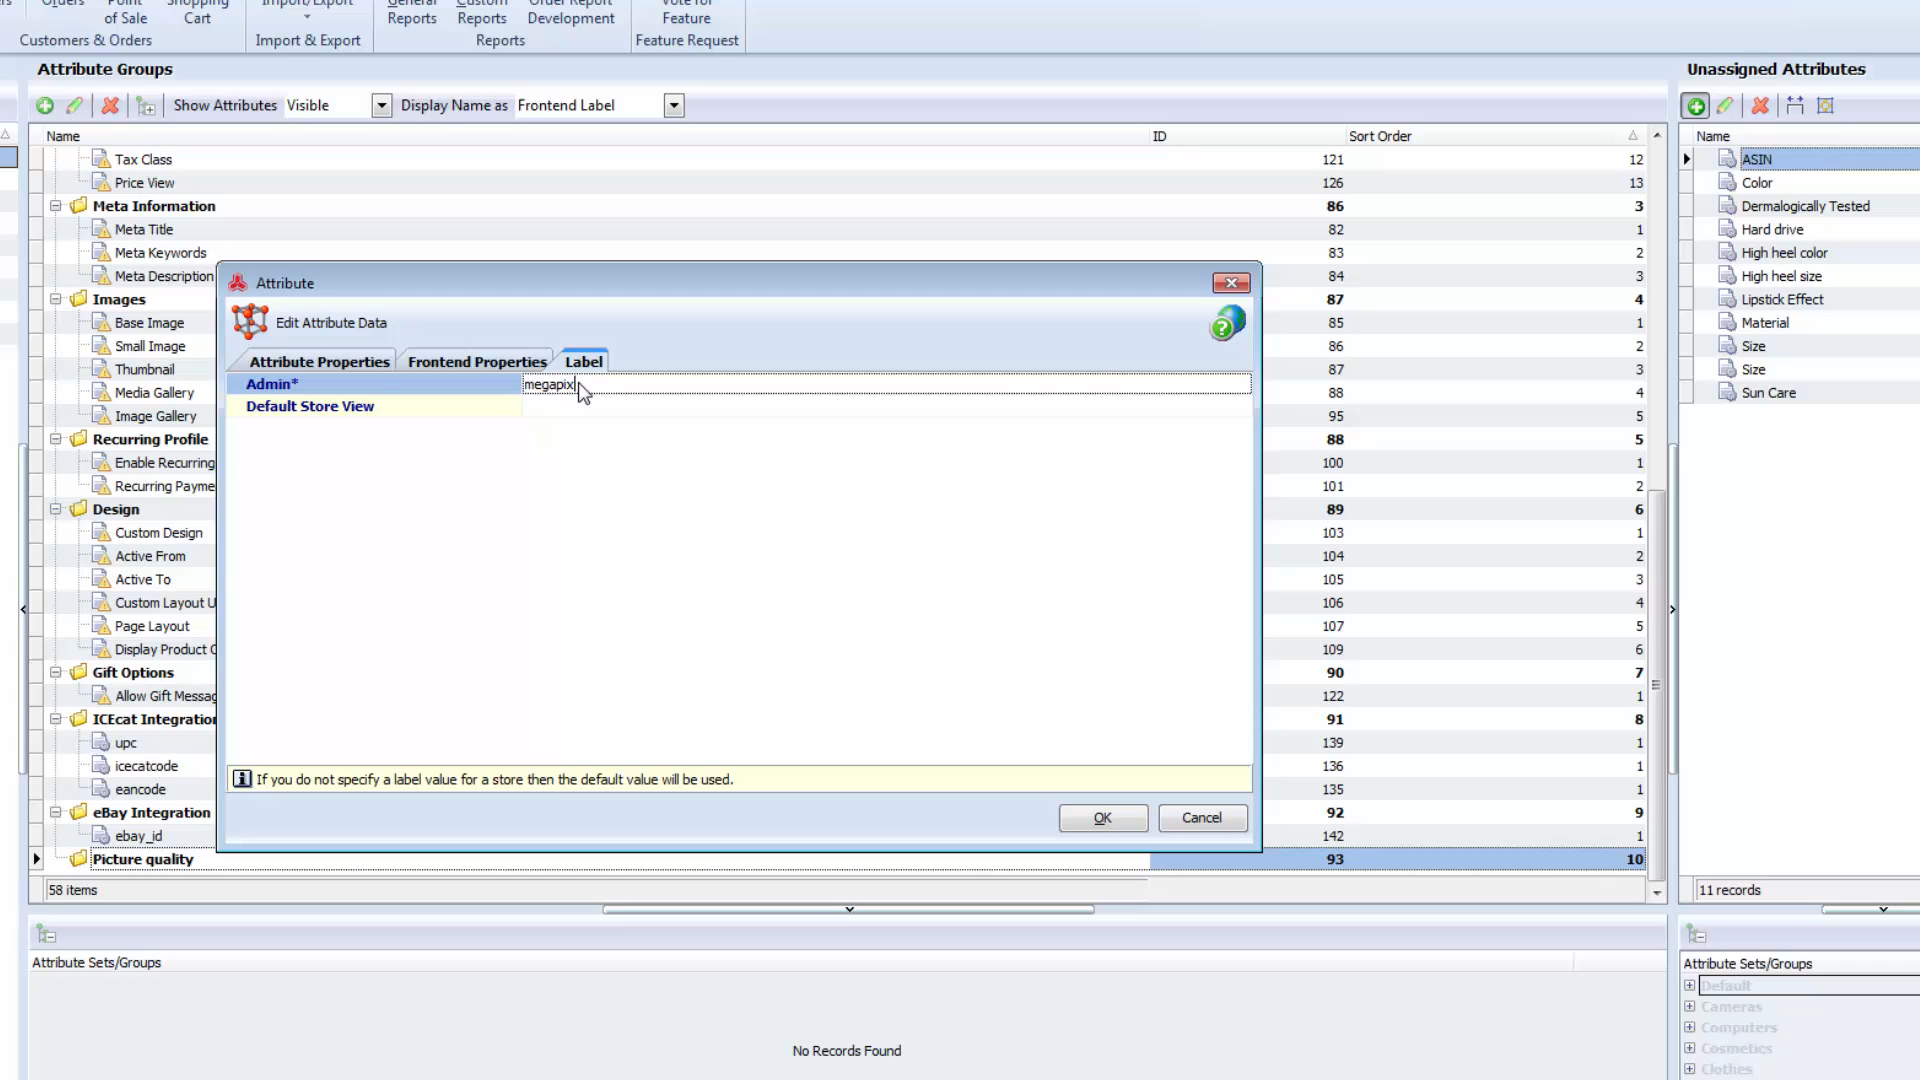 Orders Point Shopping Import/Export General Custom Order Report Vote for
of Sale Cart Reports Reports Development Feature
Customers & Orders Import & Export Reports Feature Request
Attribute Groups
Show Attributes Visible Display Name as Frontend Label
Name ID Sort Order
Tax Class 121 12
Price View 126 13
Meta Information 86 3
Meta Title 82 1
Meta Keywords 83 2
Meta Description 84 3
Images 87 4
Base Image 85 1
Small Image 86 2
Thumbnail 87 3
Media Gallery 88 4
Image Gallery 95 5
Recurring Profile 88 5
Enable Recurring 100 1
Recurring Payme 101 2
Design 89 6
Custom Design 103 1
Active From 104 2
Active To 105 3
Custom Layout U 106 4
Page Layout 107 5
Display Product 109 6
Gift Options 90 7
Allow Gift Messag 122 1
ICEcat Integration 91 8
upc 139 1
icecatcode 136 1
eancode 135 1
eBay Integration 92 9
ebay_id 142 1
Picture quality 93 10
58 items
Attribute
Edit Attribute Data
Attribute Properties Frontend Properties Label
Admin* megapix
Default Store View
If you do not specify a label value for a store then the default value will be used.
OK Cancel
Attribute Sets/Groups
No Records Found
Unassigned Attributes
Name
ASIN
Color
Dermalogically Tested
Hard drive
High heel color
High heel size
Lipstick Effect
Material
Size
Size
Sun Care
11 records
Attribute Sets/Groups
Default
Cameras
Computers
Cosmetics
Clothes